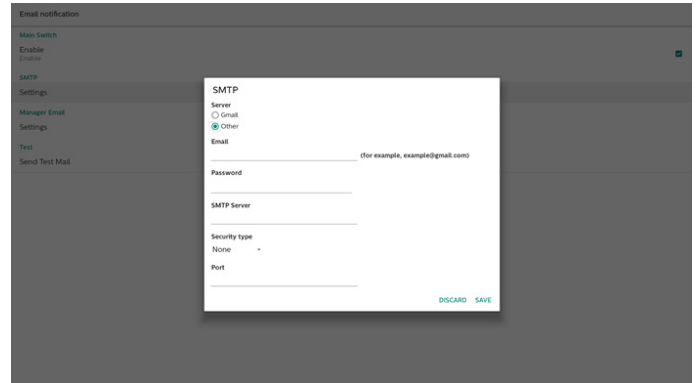 Email notification
Main Switch
Enable
Enable
SMTP
Settings
Manager Email
Settings
Test
Send Test Mail
SMTP
Server
Gmail
Other
Email
(for example, example@gmail.com)
Password
SMTP Server
Security type
None
Port
DISCARD SAVE